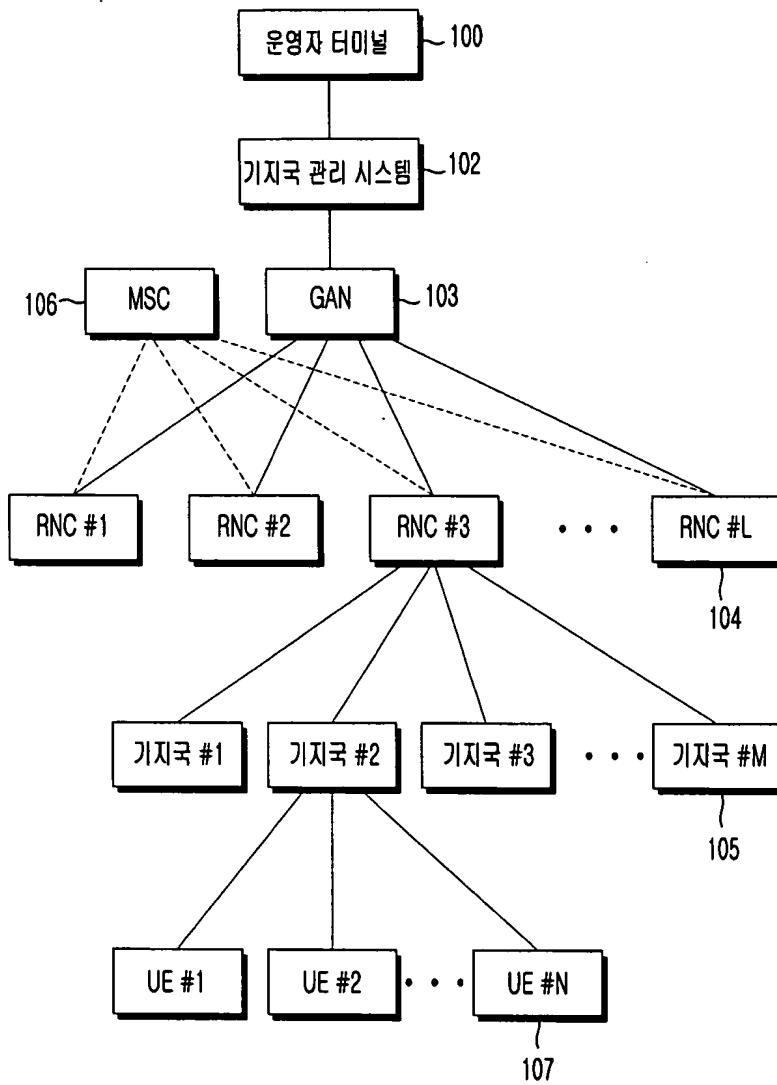 운영자 터미널
100
기지국 관리 시스템
102
106
MSC
GAN
103
RNC #1
RNC #2
RNC #3
• • •
RNC #L
104
기지국 #1
기지국 #2
기지국 #3
• • •
기지국 #M
105
UE #1
UE #2
• • •
UE #N
107